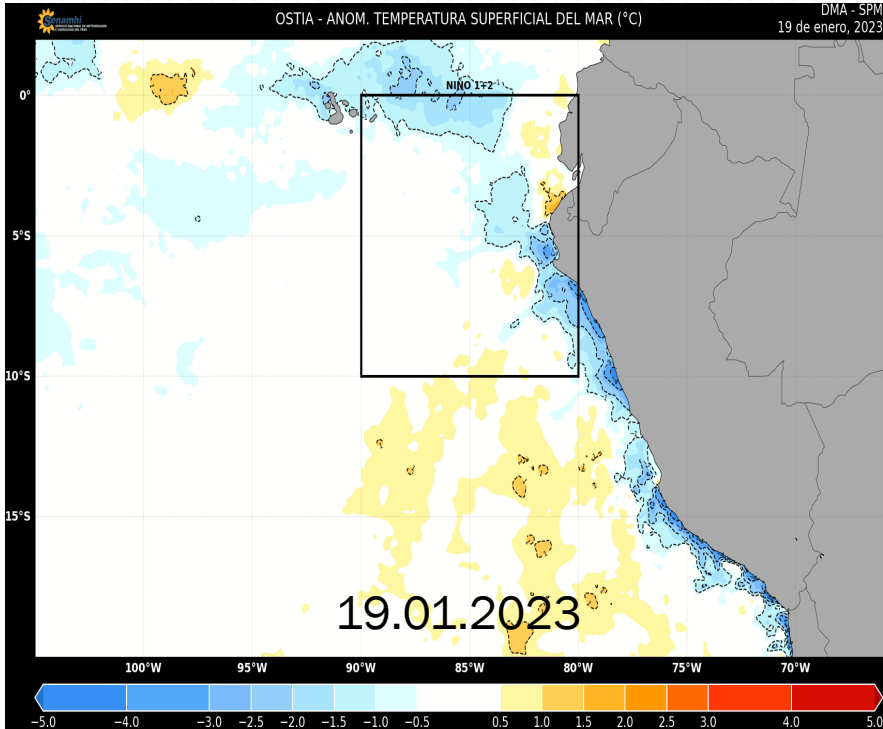 Senamhi
OSTIA - ANOM. TEMPERATURA SUPERFICIAL DEL MAR (°C)
DMA - SPM
19 de enero, 2023
NINO 1+2
0°
5°S
10°S
15°S
19.01.2023
100°W 95°W 90°W 85°W 80°W 75°W 70°W
−5.0 −4.0 −3.0 −2.5 −2.0 −1.5 −1.0 −0.5 0.5 1.0 1.5 2.0 2.5 3.0 4.0 5.0